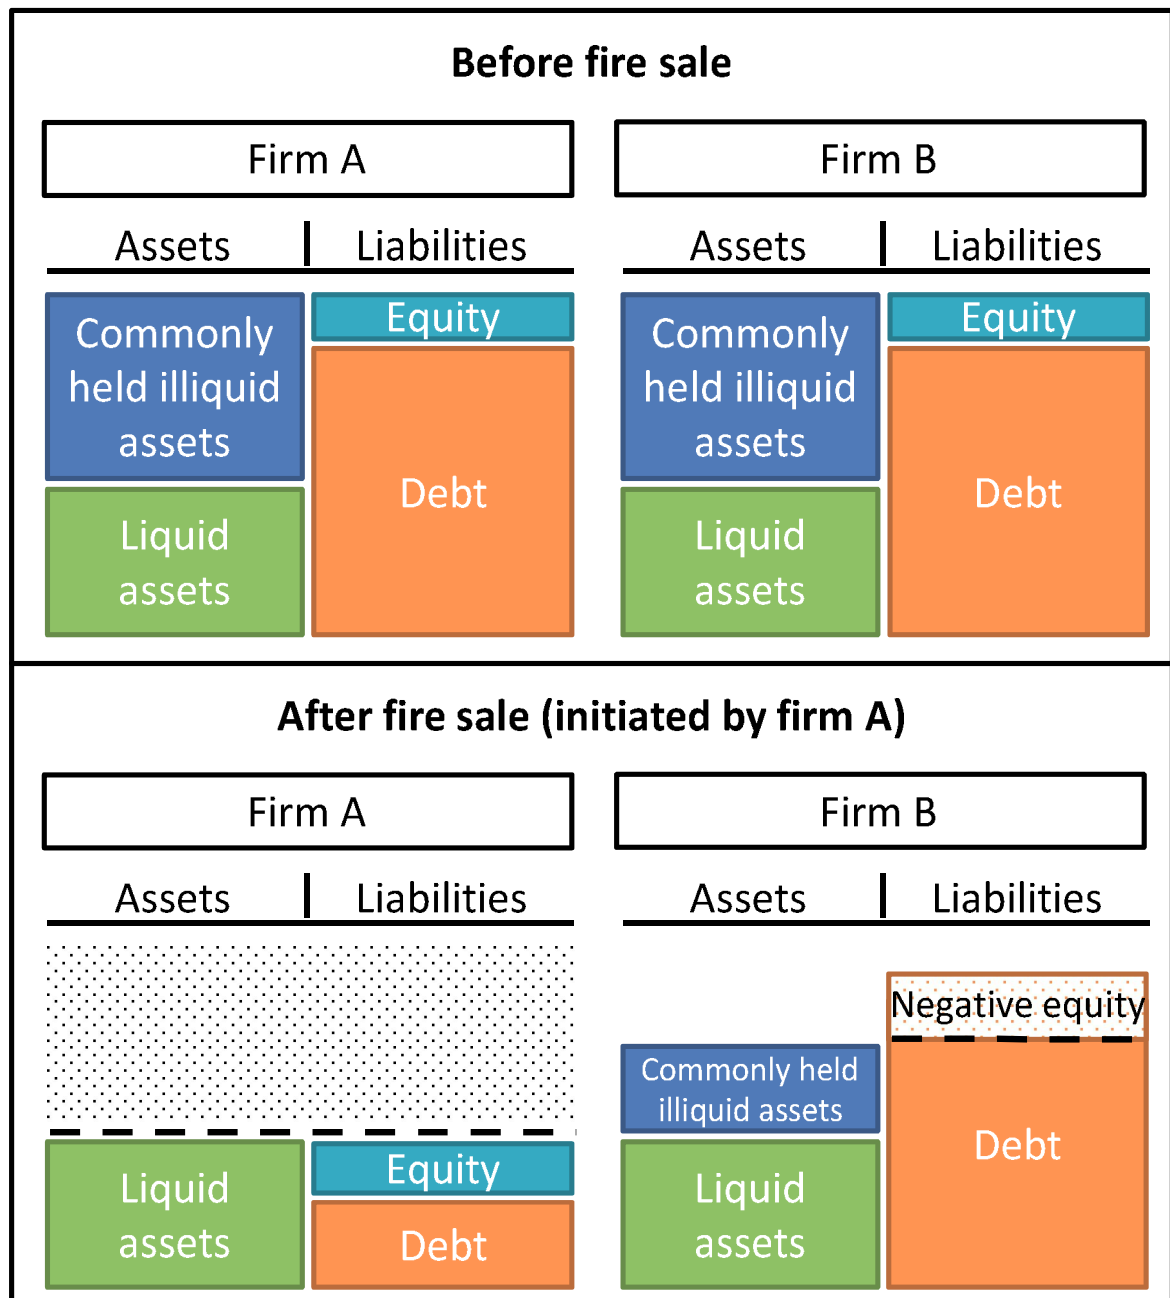 Before fire sale
Firm A
Firm B
Assets
Liabilities
Assets
Liabilities
Commonly
held illiquid
assets
Equity
Debt
Liquid
assets
Commonly
held illiquid
assets
Equity
Debt
Liquid
assets
After fire sale (initiated by firm A)
Firm A
Firm B
Assets
Liabilities
Assets
Liabilities
Liquid
assets
Equity
Debt
Commonly held
illiquid assets
Liquid
assets
Negative equity
Debt